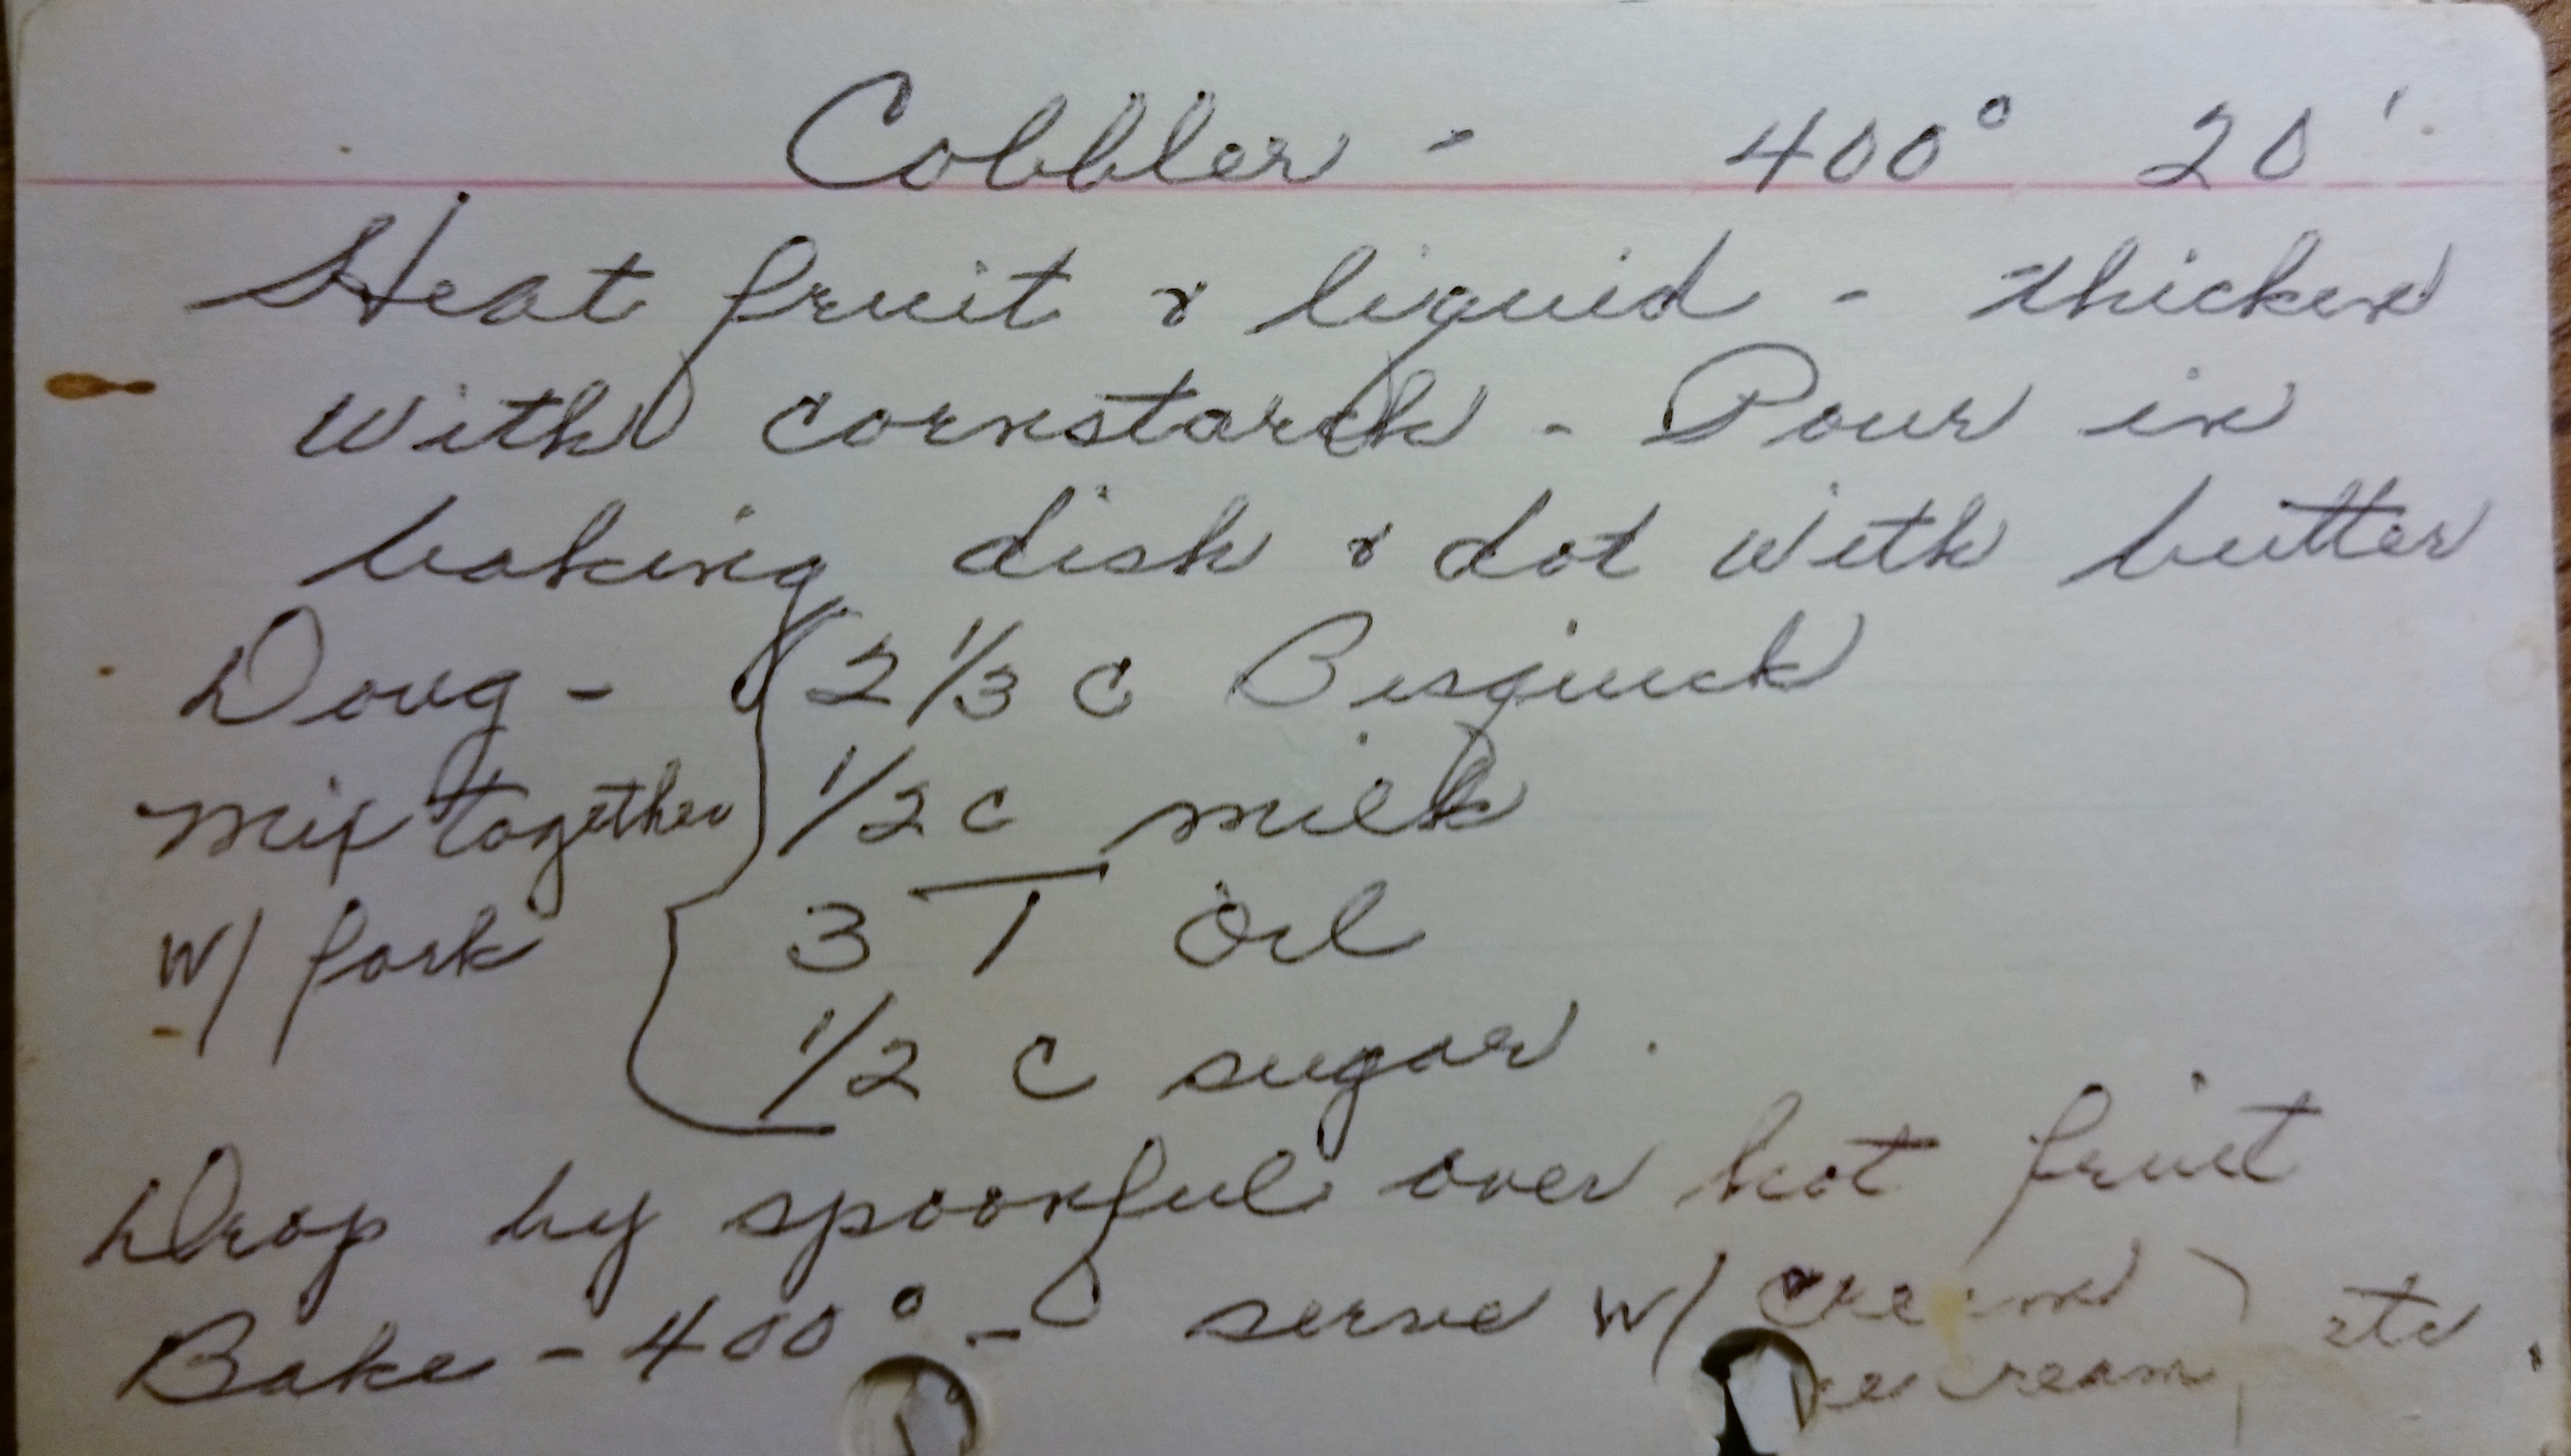 Cobbler - 400° 20'
Heat fruit & liquid - thicken
with cornstarch - Pour in
baking dish & dot with butter
Doug - 2 1/3 c Bisquick
mix together 1/2 c milk
w/ fork 3 T Oil
1/2 c sugar.
Drop by spoonful over hot fruit
Bake - 400° - serve w/ cream etc.
ice cream